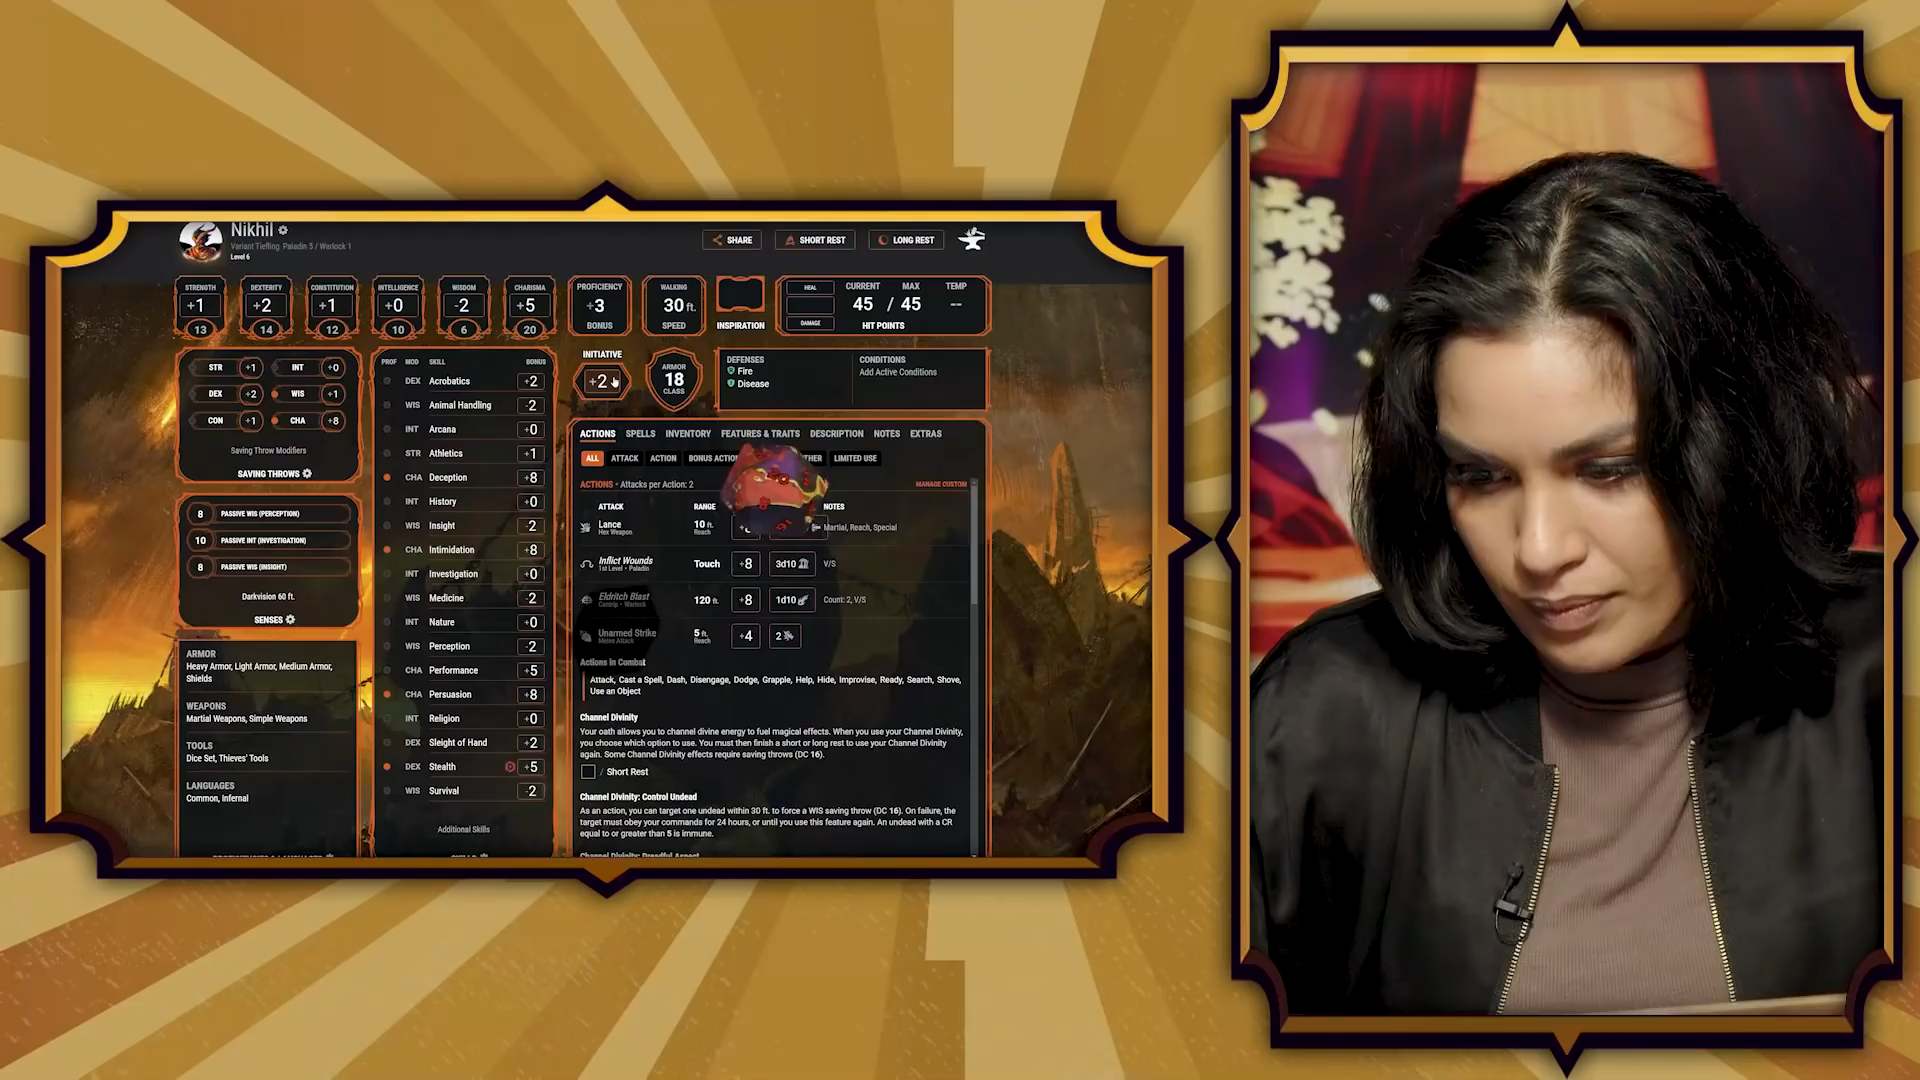 Nikhil
Variant Tiefling Paladin 5 / Warlock 1
Level 6
SHARE
SHORT REST
LONG REST
STRENGTH
+1
13
DEXTERITY
+2
14
CONSTITUTION
+1
12
INTELLIGENCE
+0
10
WISDOM
-2
6
CHARISMA
+5
20
PROFICIENCY
+3
BONUS
WALKING
30 ft.
SPEED
INSPIRATION
HEAL
DAMAGE
CURRENT MAX TEMP
45 / 45 --
HIT POINTS
STR +1 INT +0
DEX +2 WIS +1
CON +1 CHA +8
Saving Throw Modifiers
SAVING THROWS
8 PASSIVE WIS (PERCEPTION)
10 PASSIVE INT (INVESTIGATION)
8 PASSIVE WIS (INSIGHT)
Darkvision 60 ft.
SENSES
ARMOR
Heavy Armor, Light Armor, Medium Armor,
Shields
WEAPONS
Martial Weapons, Simple Weapons
TOOLS
Dice Set, Thieves' Tools
LANGUAGES
Common, Infernal
PROF MOD SKILL BONUS
DEX Acrobatics +2
WIS Animal Handling -2
INT Arcana +0
STR Athletics +1
CHA Deception +8
INT History +0
WIS Insight -2
CHA Intimidation +8
INT Investigation +0
WIS Medicine -2
INT Nature +0
WIS Perception -2
CHA Performance +5
CHA Persuasion +8
INT Religion +0
DEX Sleight of Hand +2
DEX Stealth +5
WIS Survival -2
Additional Skills
INITIATIVE
+2
ARMOR
18
CLASS
DEFENSES
Fire
Disease
CONDITIONS
Add Active Conditions
ACTIONS SPELLS INVENTORY FEATURES & TRAITS DESCRIPTION NOTES EXTRAS
ALL ATTACK ACTION BONUS ACTION LIMITED USE
ACTIONS • Attacks per Action: 2
MANAGE CUSTOM
ATTACK RANGE NOTES
Lance 10 ft. Martial, Reach, Special
Hex Weapon Reach
Inflict Wounds Touch +8 3d10 V/S
1st Level • Paladin
Eldritch Blast 120 ft. +8 1d10 Count: 2, V/S
Cantrip • Warlock
Unarmed Strike 5 ft. +4 2
Melee Attack Reach
Actions in Combat
Attack, Cast a Spell, Dash, Disengage, Dodge, Grapple, Help, Hide, Improvise, Ready, Search, Shove,
Use an Object
Channel Divinity
Your oath allows you to channel divine energy to fuel magical effects. When you use your Channel Divinity,
you choose which option to use. You must then finish a short or long rest to use your Channel Divinity
again. Some Channel Divinity effects require saving throws (DC 16).
/ Short Rest
Channel Divinity: Control Undead
As an action, you can target one undead within 30 ft. to force a WIS saving throw (DC 16). On failure, the
target must obey your commands for 24 hours, or until you use this feature again. An undead with a CR
equal to or greater than 5 is immune.
Channel Divinity: Dreadful Aspect